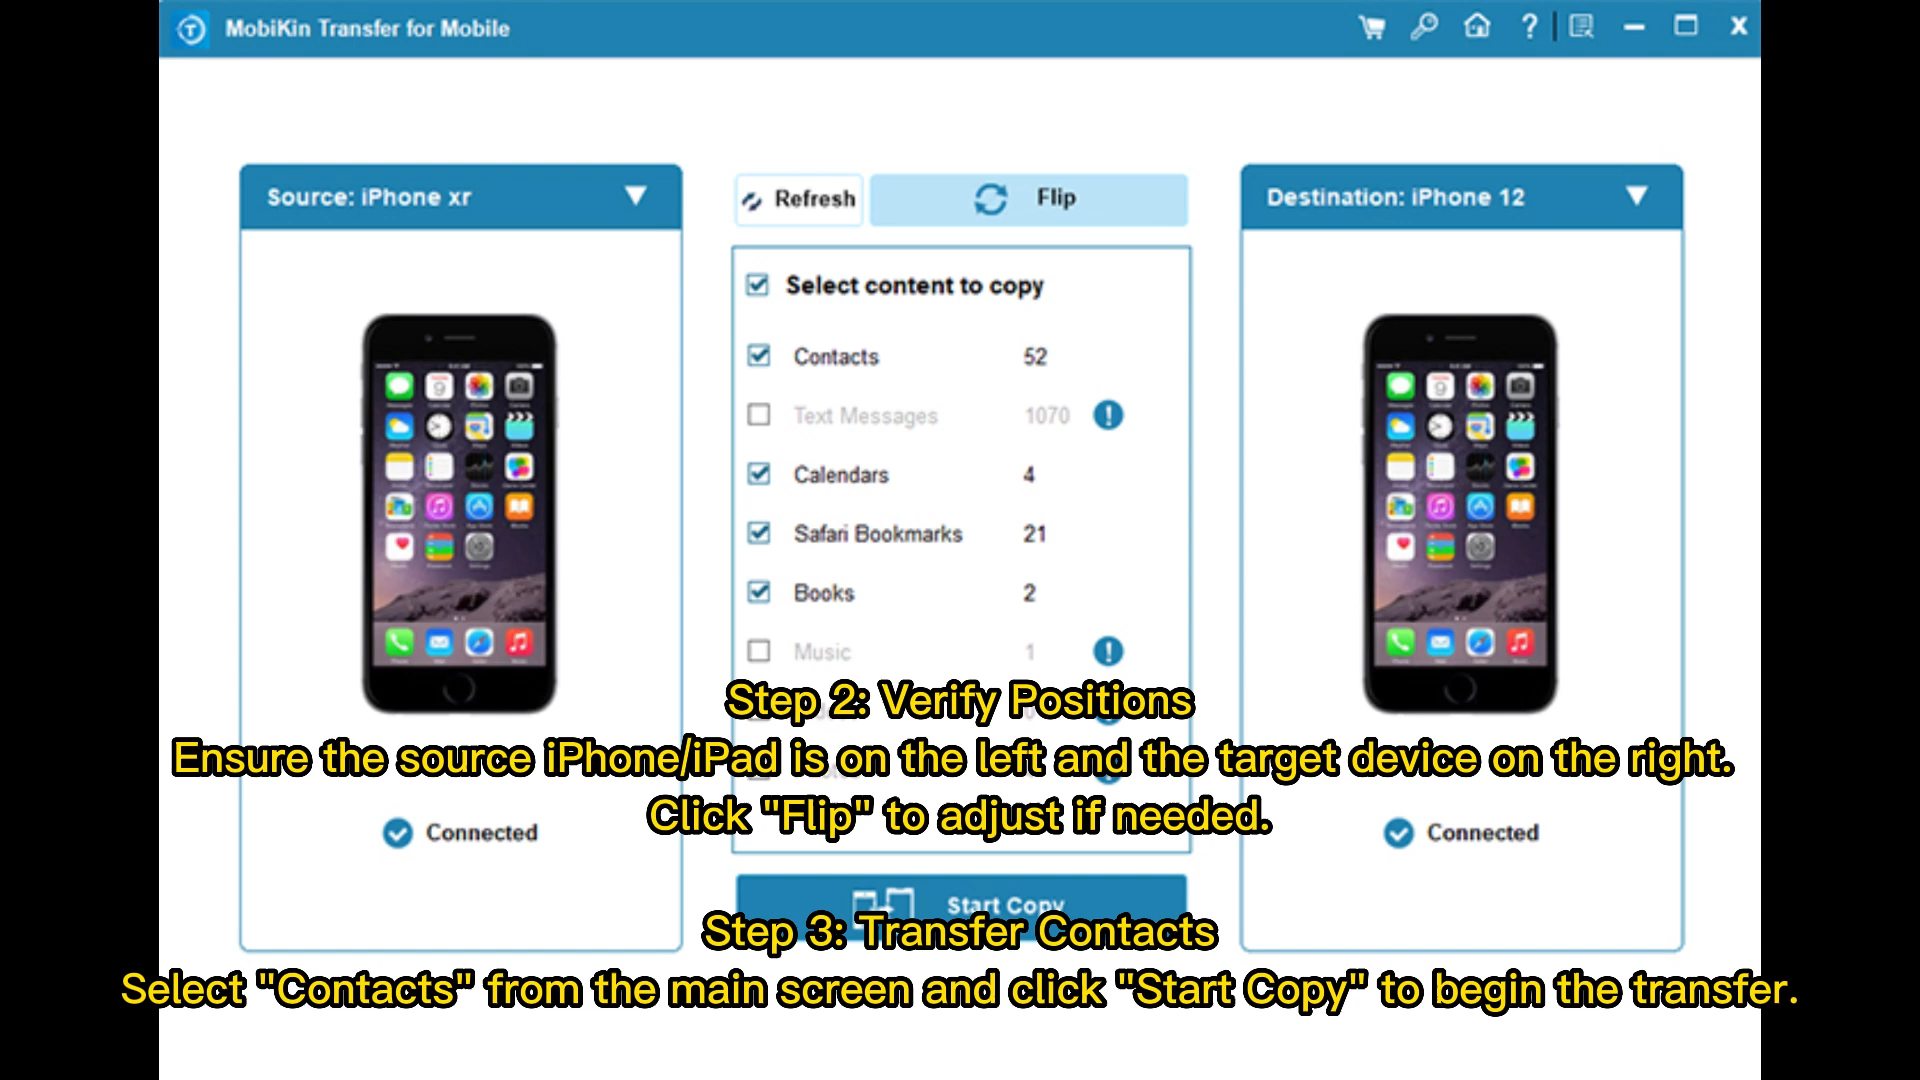 MobiKin Transfer for Mobile
Source: iPhone xr
Refresh
Flip
Destination: iPhone 12
Select content to copy
Contacts 52
Text Messages 1070
Calendars 4
Safari Bookmarks 21
Books 2
Music 1
Step 2: Verify Positions
Ensure the source iPhone/iPad is on the left and the target device on the right.
Click "Flip" to adjust if needed.
Connected
Connected
Start Copy
Step 3: Transfer Contacts
Select "Contacts" from the main screen and click "Start Copy" to begin the transfer.